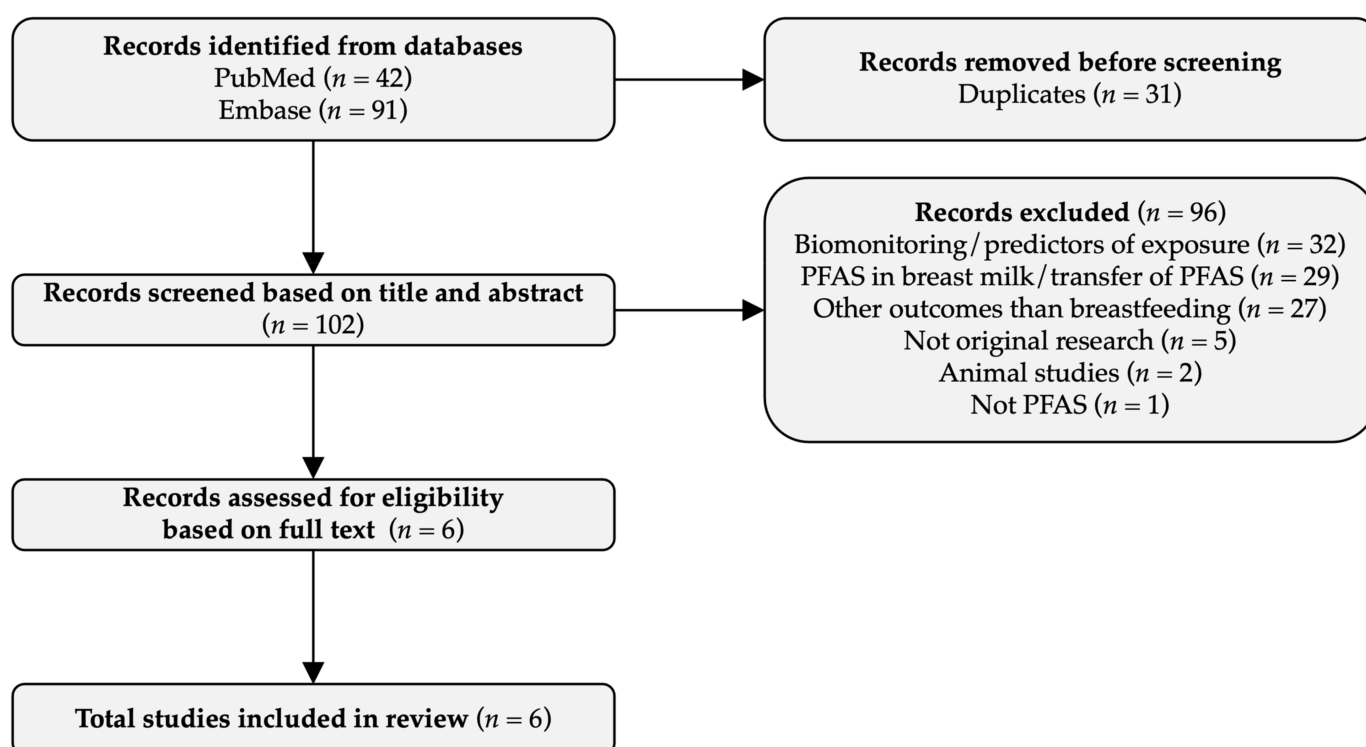 Records identified from databases
PubMed (n = 42)
Embase (n = 91)
Records removed before screening
Duplicates (n = 31)
Records screened based on title and abstract
(n = 102)
Records excluded (n = 96)
Biomonitoring/predictors of exposure (n = 32)
PFAS in breast milk/transfer of PFAS (n = 29)
Other outcomes than breastfeeding (n = 27)
Not original research (n = 5)
Animal studies (n = 2)
Not PFAS (n = 1)
Records assessed for eligibility
based on full text (n = 6)
Total studies included in review (n = 6)